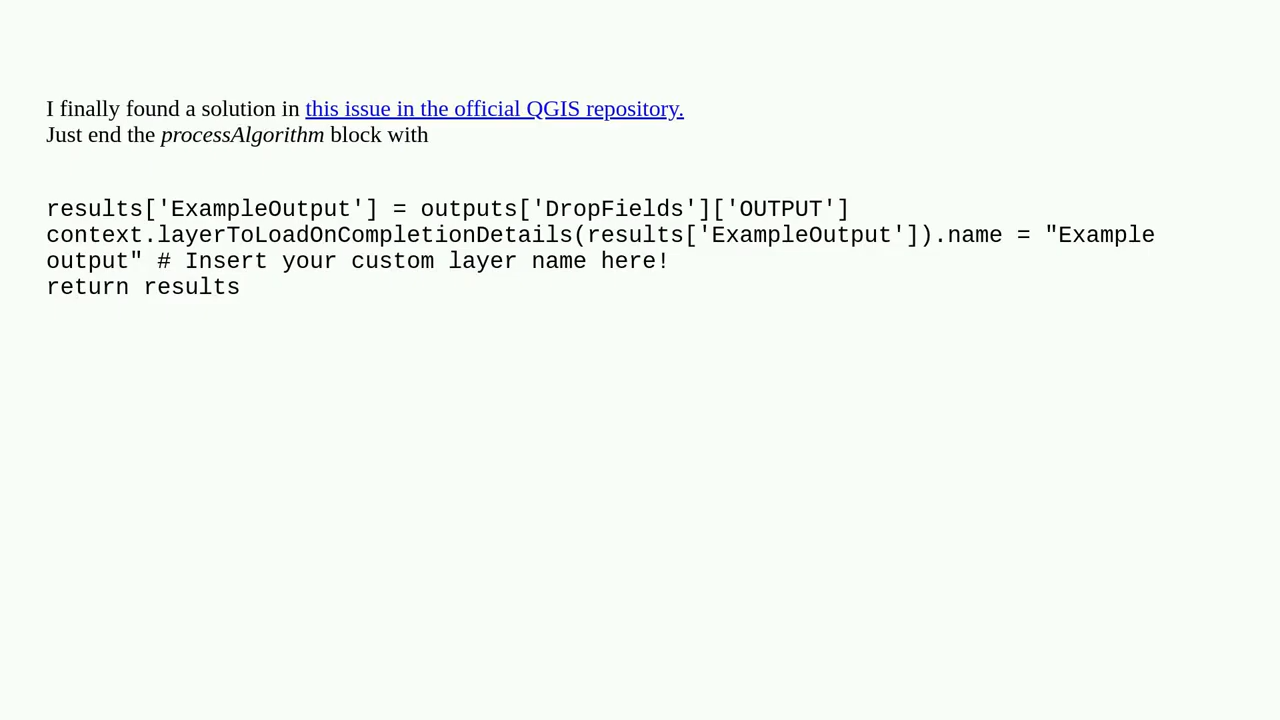 I finally found a solution in this issue in the official QGIS repository.
Just end the processAlgorithm block with
results['ExampleOutput'] = outputs['DropFields']['OUTPUT']
context.layerToLoadOnCompletionDetails(results['ExampleOutput']).name = "Example
output" # Insert your custom layer name here!
return results